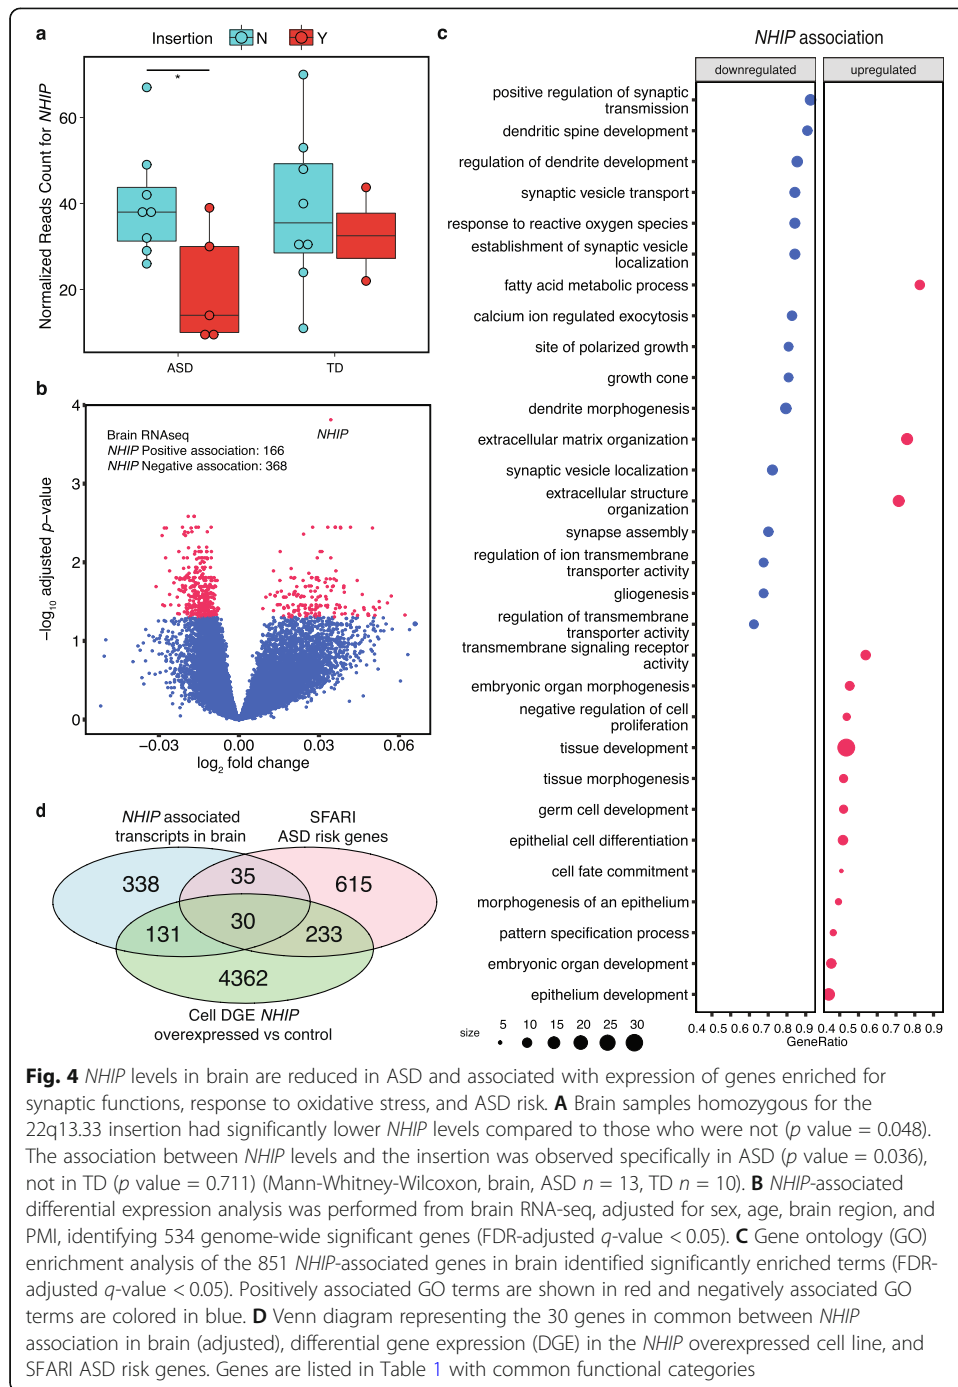 a
Insertion N Y
Normalized Reads Count for NHIP
60
40
20
*
ASD TD
b
−log10 adjusted p−value
4
3
2
1
0
Brain RNAseq
NHIP Positive association: 166
NHIP Negative assocation: 368
NHIP
−0.03 0.00 0.03 0.06
log2 fold change
c
NHIP association
downregulated upregulated
positive regulation of synaptic
transmission
dendritic spine development
regulation of dendrite development
synaptic vesicle transport
response to reactive oxygen species
establishment of synaptic vesicle
localization
fatty acid metabolic process
calcium ion regulated exocytosis
site of polarized growth
growth cone
dendrite morphogenesis
extracellular matrix organization
synaptic vesicle localization
extracellular structure
organization
synapse assembly
regulation of ion transmembrane
transporter activity
gliogenesis
regulation of transmembrane
transporter activity
transmembrane signaling receptor
activity
embryonic organ morphogenesis
negative regulation of cell
proliferation
tissue development
tissue morphogenesis
germ cell development
epithelial cell differentiation
cell fate commitment
morphogenesis of an epithelium
pattern specification process
embryonic organ development
epithelium development
0.4 0.5 0.6 0.7 0.8 0.9 0.4 0.5 0.6 0.7 0.8 0.9
GeneRatio
size 5 10 15 20 25 30
d
NHIP associated
transcripts in brain
SFARI
ASD risk genes
338 35 615
30
131 233
4362
Cell DGE NHIP
overexpressed vs control
Fig. 4 NHIP levels in brain are reduced in ASD and associated with expression of genes enriched for
synaptic functions, response to oxidative stress, and ASD risk. A Brain samples homozygous for the
22q13.33 insertion had significantly lower NHIP levels compared to those who were not (p value = 0.048).
The association between NHIP levels and the insertion was observed specifically in ASD (p value = 0.036),
not in TD (p value = 0.711) (Mann-Whitney-Wilcoxon, brain, ASD n = 13, TD n = 10). B NHIP-associated
differential expression analysis was performed from brain RNA-seq, adjusted for sex, age, brain region, and
PMI, identifying 534 genome-wide significant genes (FDR-adjusted q-value < 0.05). C Gene ontology (GO)
enrichment analysis of the 851 NHIP-associated genes in brain identified significantly enriched terms (FDR-
adjusted q-value < 0.05). Positively associated GO terms are shown in red and negatively associated GO
terms are colored in blue. D Venn diagram representing the 30 genes in common between NHIP
association in brain (adjusted), differential gene expression (DGE) in the NHIP overexpressed cell line, and
SFARI ASD risk genes. Genes are listed in Table 1 with common functional categories